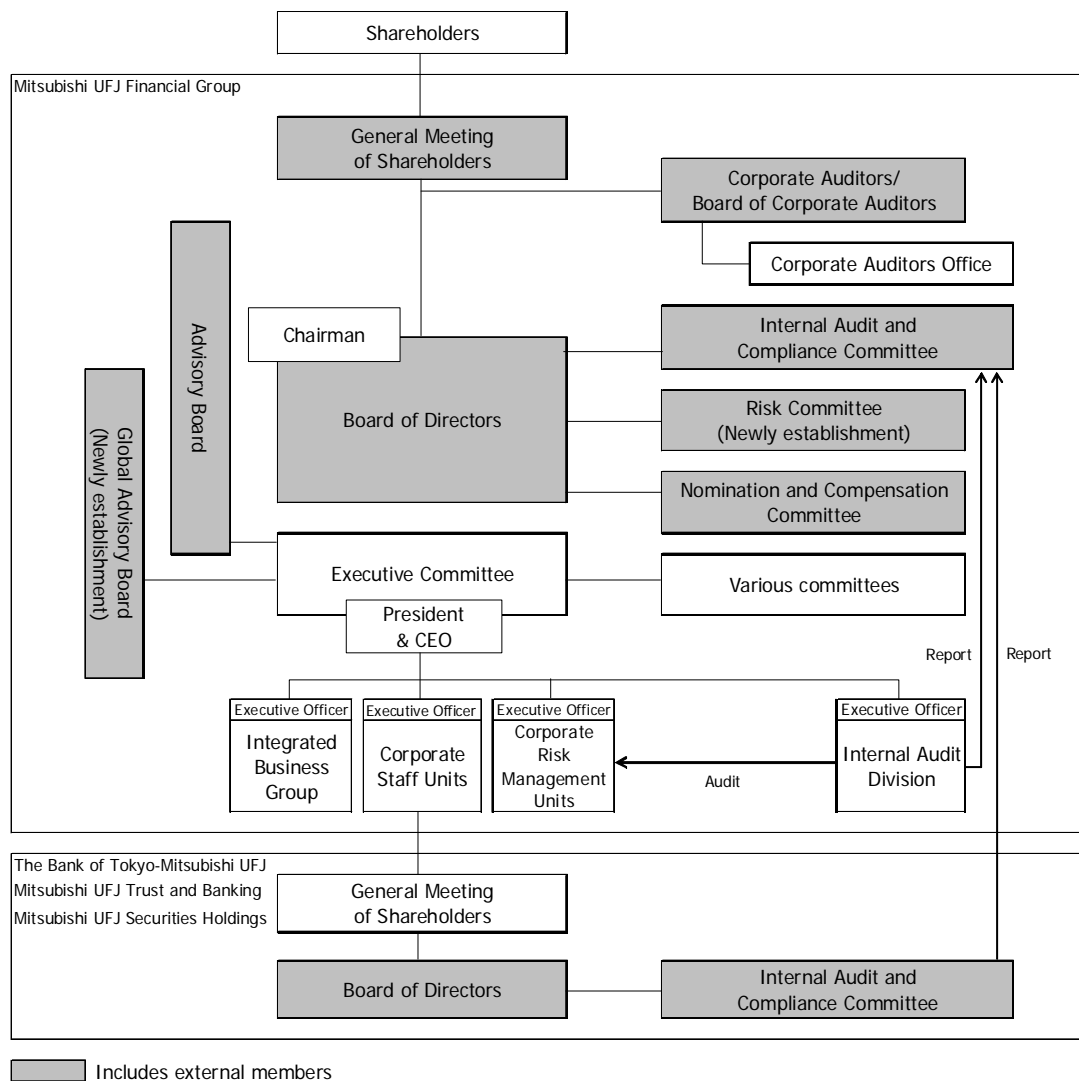 Shareholders
Mitsubishi UFJ Financial Group
General Meeting
of Shareholders
Corporate Auditors/
Board of Corporate Auditors
Corporate Auditors Office
Advisory Board
Global Advisory Board
(Newly establishment)
Chairman
Board of Directors
Internal Audit and
Compliance Committee
Risk Committee
(Newly establishment)
Nomination and Compensation
Committee
Executive Committee
Various committees
President
& CEO
Report
Report
Executive Officer
Integrated
Business
Group
Executive Officer
Corporate
Staff Units
Executive Officer
Corporate
Risk
Management
Units
Audit
Executive Officer
Internal Audit
Division
The Bank of Tokyo-Mitsubishi UFJ
Mitsubishi UFJ Trust and Banking
Mitsubishi UFJ Securities Holdings
General Meeting
of Shareholders
Board of Directors
Internal Audit and
Compliance Committee
Includes external members